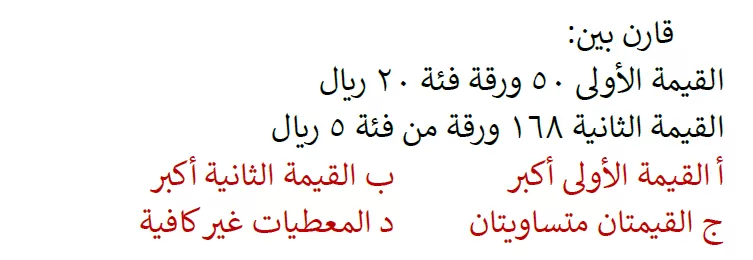 قارن بين:
القيمة الأولى ٥٠ ورقة فئة ٢٠ ريال
القيمة الثانية ١٦٨ ورقة من فئة ٥ ريال
أ القيمة الأولى أكبر ب القيمة الثانية أكبر
ج القيمتان متساويتان د المعطيات غير كافية